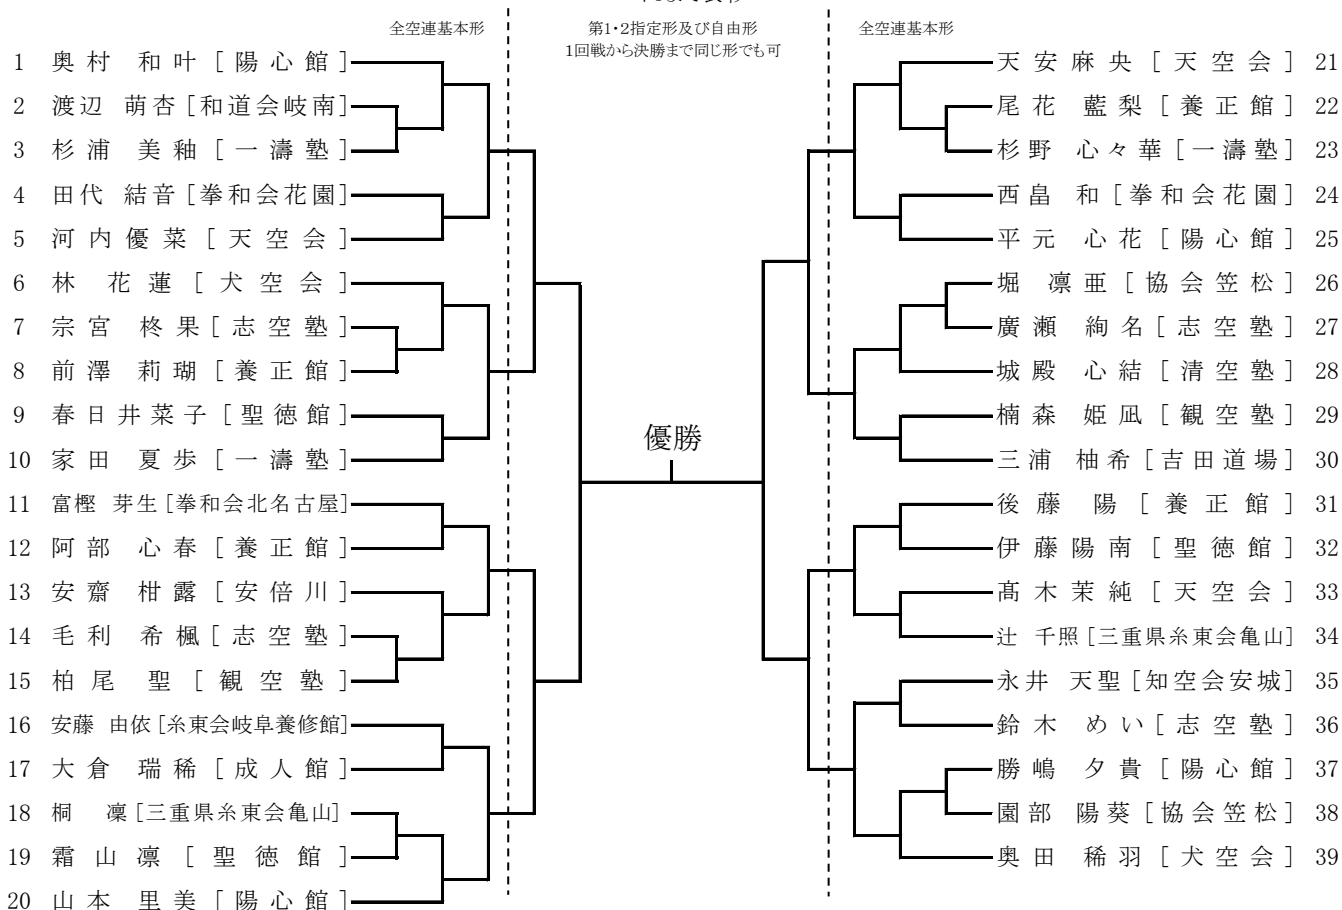 全空連基本形
第1・2指定形及び自由形
1回戦から決勝まで同じ形でも可
全空連基本形
1 奥村 和叶 [陽心館]
2 渡辺 萌杏 [和道会岐南]
3 杉浦 美釉 [一濤塾]
4 田代 結音 [拳和会花園]
5 河内優菜 [天空会]
6 林 花蓮 [犬空会]
7 宗宮 柊果 [志空塾]
8 前澤 莉瑚 [養正館]
9 春日井菜子 [聖徳館]
10 家田 夏歩 [一濤塾]
11 富樫 芽生 [拳和会北名古屋]
12 阿部 心春 [養正館]
13 安齋 柑露 [安倍川]
14 毛利 希楓 [志空塾]
15 柏尾 聖 [観空塾]
16 安藤 由依 [糸東会岐阜養修館]
17 大倉 瑞稀 [成人館]
18 桐 凜 [三重県糸東会亀山]
19 霜山凛 [聖徳館]
20 山本 里美 [陽心館]
優勝
天安麻央 [天空会] 21
尾花 藍梨 [養正館] 22
杉野 心々華 [一濤塾] 23
西畠 和 [拳和会花園] 24
平元 心花 [陽心館] 25
堀 凛亜 [協会笠松] 26
廣瀬 絢名 [志空塾] 27
城殿 心結 [清空塾] 28
楠森 姫凪 [観空塾] 29
三浦 柚希 [吉田道場] 30
後藤 陽 [養正館] 31
伊藤陽南 [聖徳館] 32
髙木茉純 [天空会] 33
辻 千照 [三重県糸東会亀山] 34
永井 天聖 [知空会安城] 35
鈴木 めい [志空塾] 36
勝嶋 夕貴 [陽心館] 37
園部 陽葵 [協会笠松] 38
奥田 稀羽 [犬空会] 39